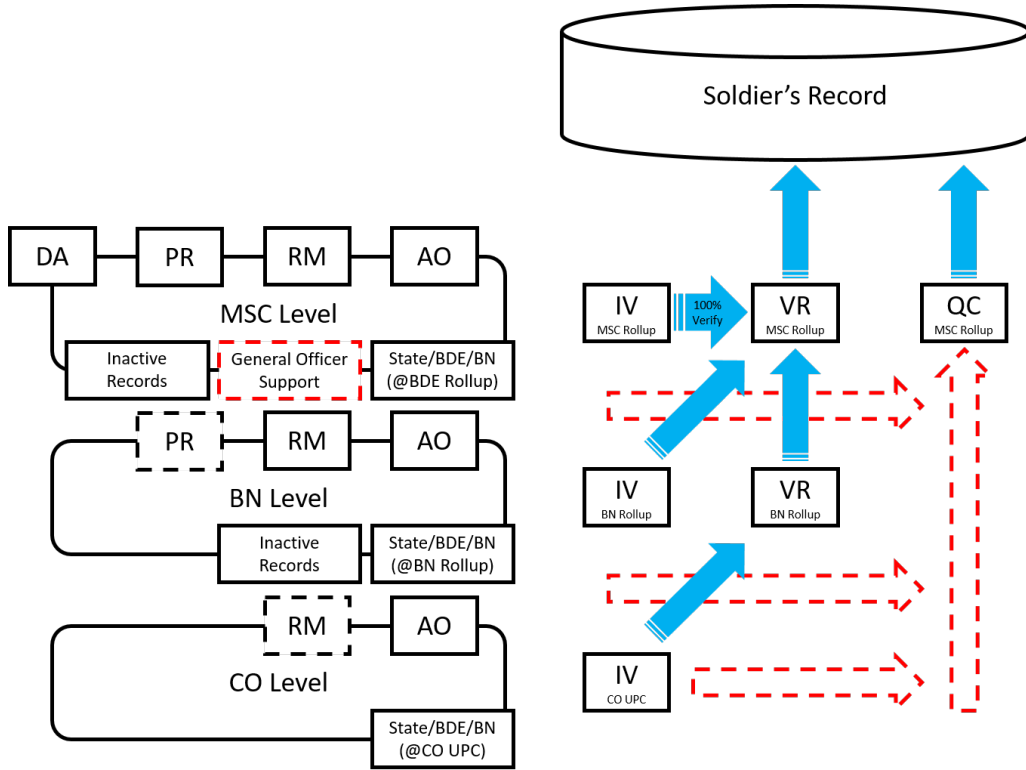 Soldier's Record
DA
PR
RM
AO
MSC Level
Inactive
Records
General Officer
Support
State/BDE/BN
(@BDE Rollup)
PR
RM
AO
BN Level
Inactive
Records
State/BDE/BN
(@BN Rollup)
RM
AO
CO Level
State/BDE/BN
(@CO UPC)
IV
MSC Rollup
100%
Verify
VR
MSC Rollup
QC
MSC Rollup
IV
BN Rollup
VR
BN Rollup
IV
CO UPC